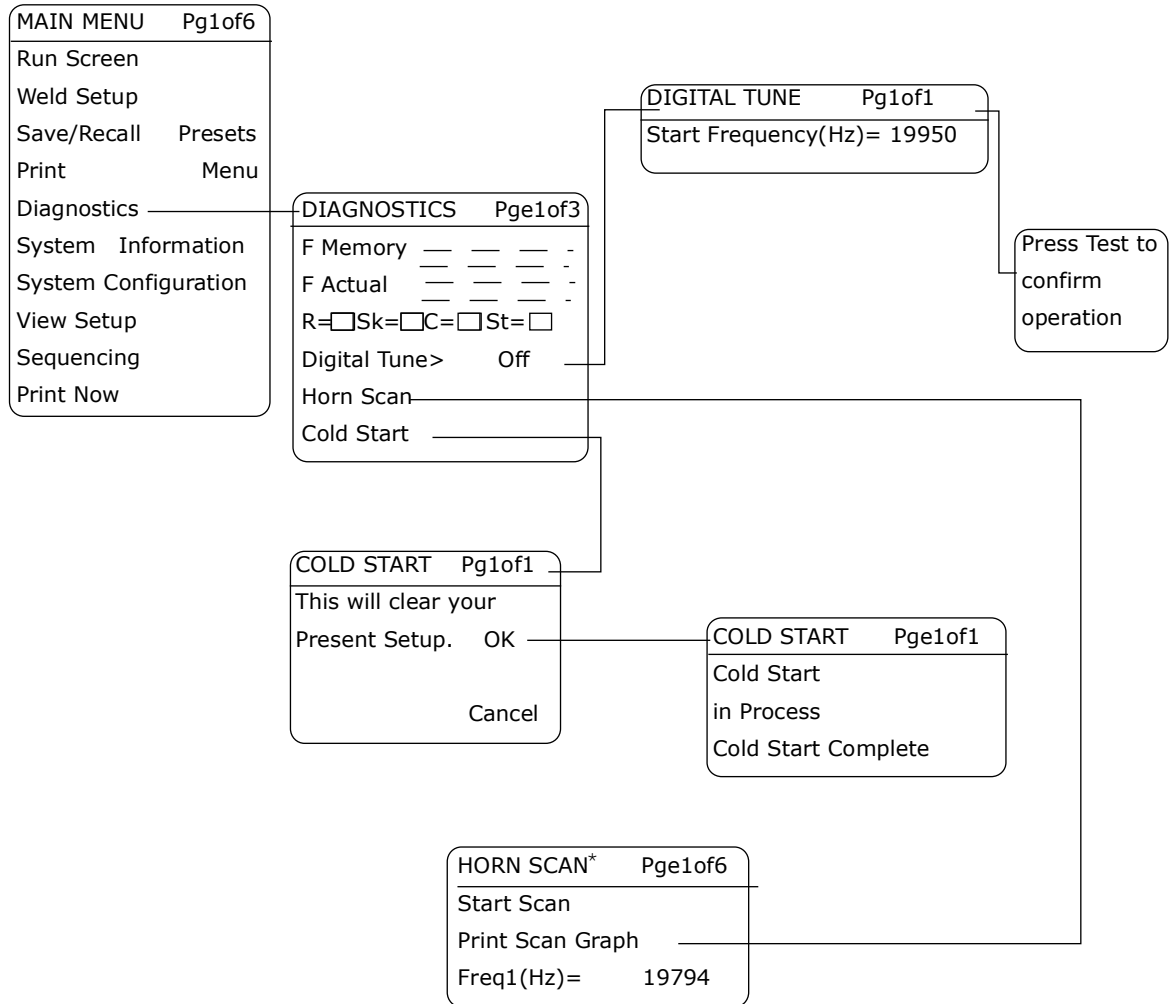 MAIN MENU Pg1of6
Run Screen
Weld Setup
Save/Recall Presets
Print Menu
Diagnostics
System Information
System Configuration
View Setup
Sequencing
Print Now
DIAGNOSTICS Pge1of3
F Memory
F Actual
R= Sk= C= St=
Digital Tune> Off
Horn Scan
Cold Start
DIGITAL TUNE Pg1of1
Start Frequency(Hz)= 19950
Press Test to
confirm
operation
COLD START Pg1of1
This will clear your
Present Setup. OK
Cancel
COLD START Pge1of1
Cold Start
in Process
Cold Start Complete
HORN SCAN* Pge1of6
Start Scan
Print Scan Graph
Freq1(Hz)= 19794